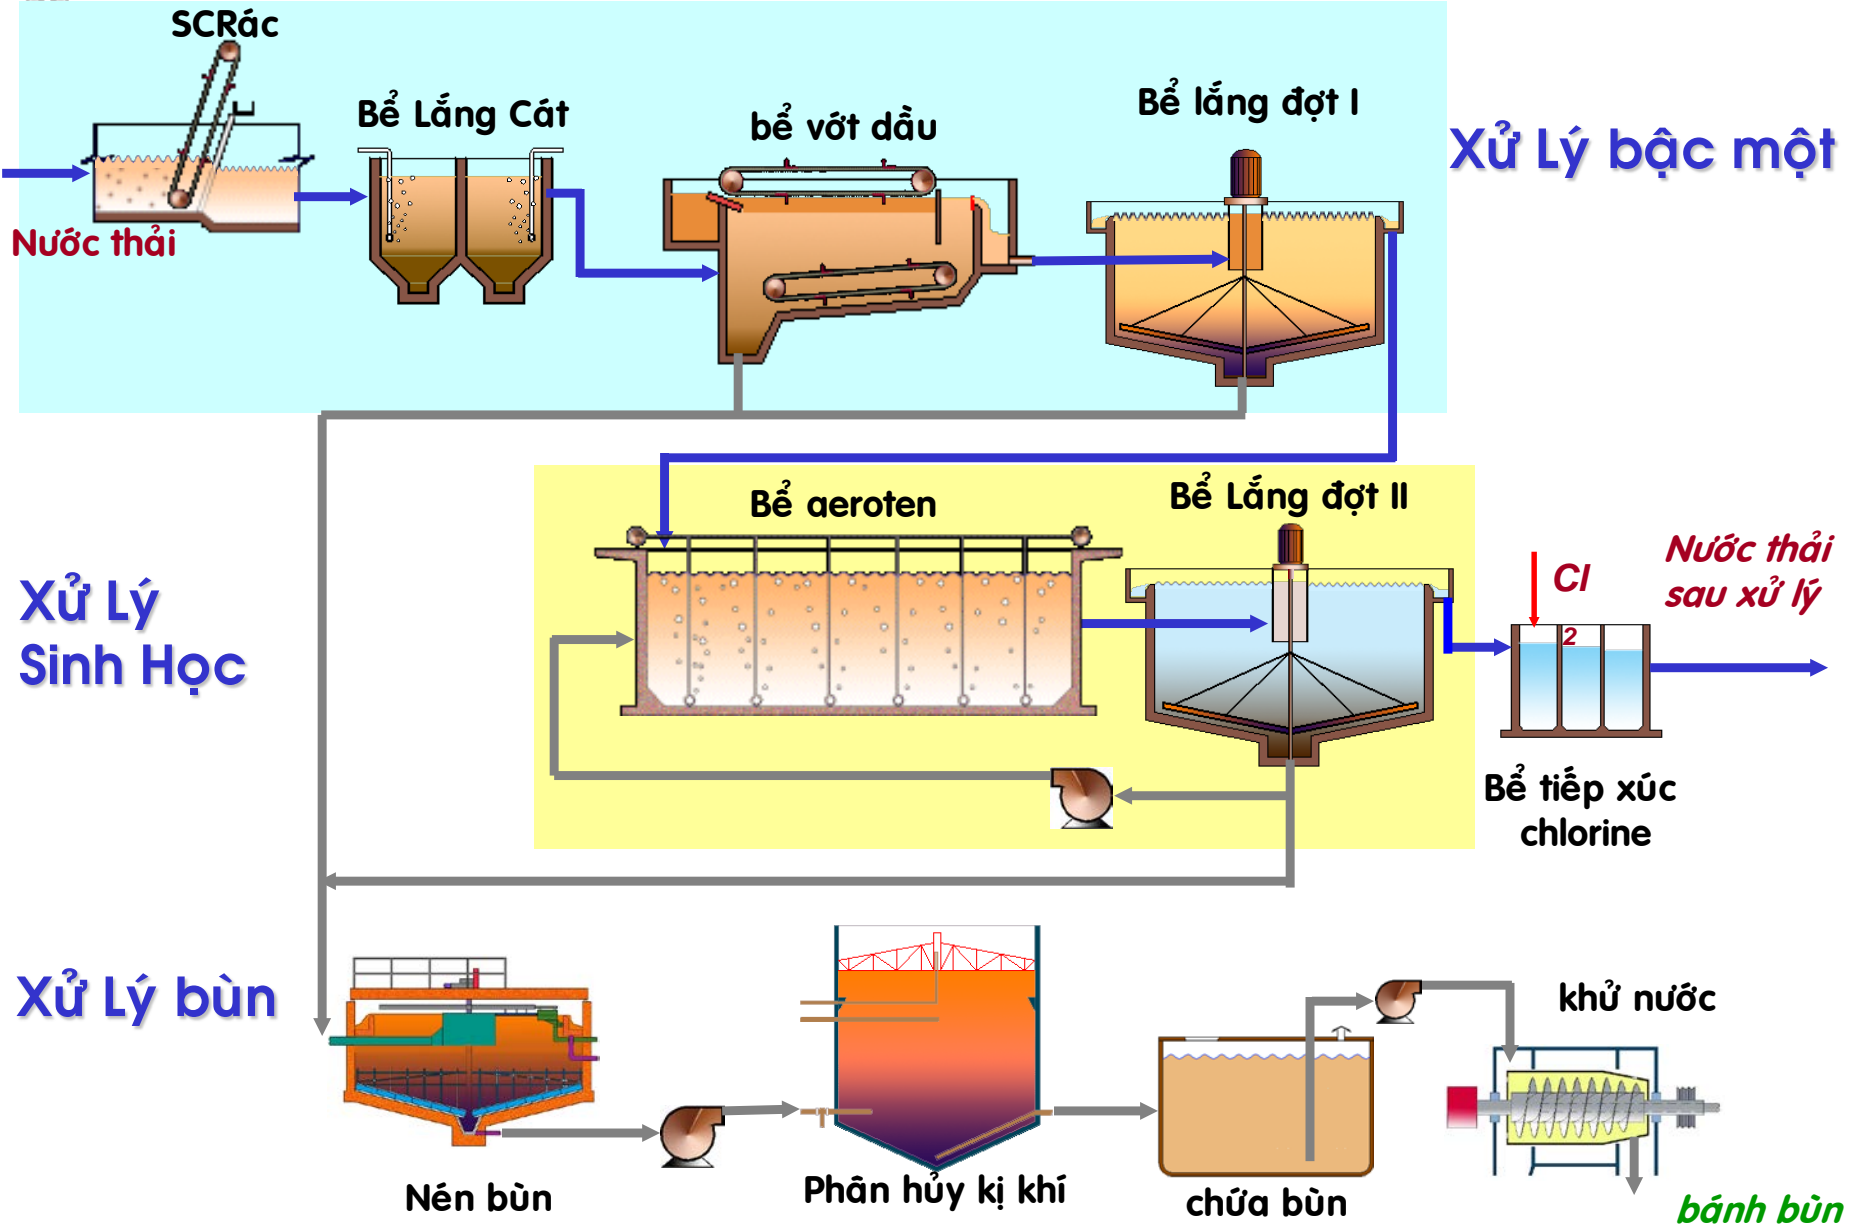 SCRác
Bể Lắng Cát
bể vớt dầu
Bể lắng đợt I
Xử Lý bậc một
Nước thải
Bể aeroten
Bể Lắng đợt II
Xử Lý
Sinh Học
Cl
2
Nước thải
sau xử lý
Bể tiếp xúc
chlorine
Xử Lý bùn
khử nước
Nén bùn
Phân hủy kị khí
chứa bùn
bánh bùn